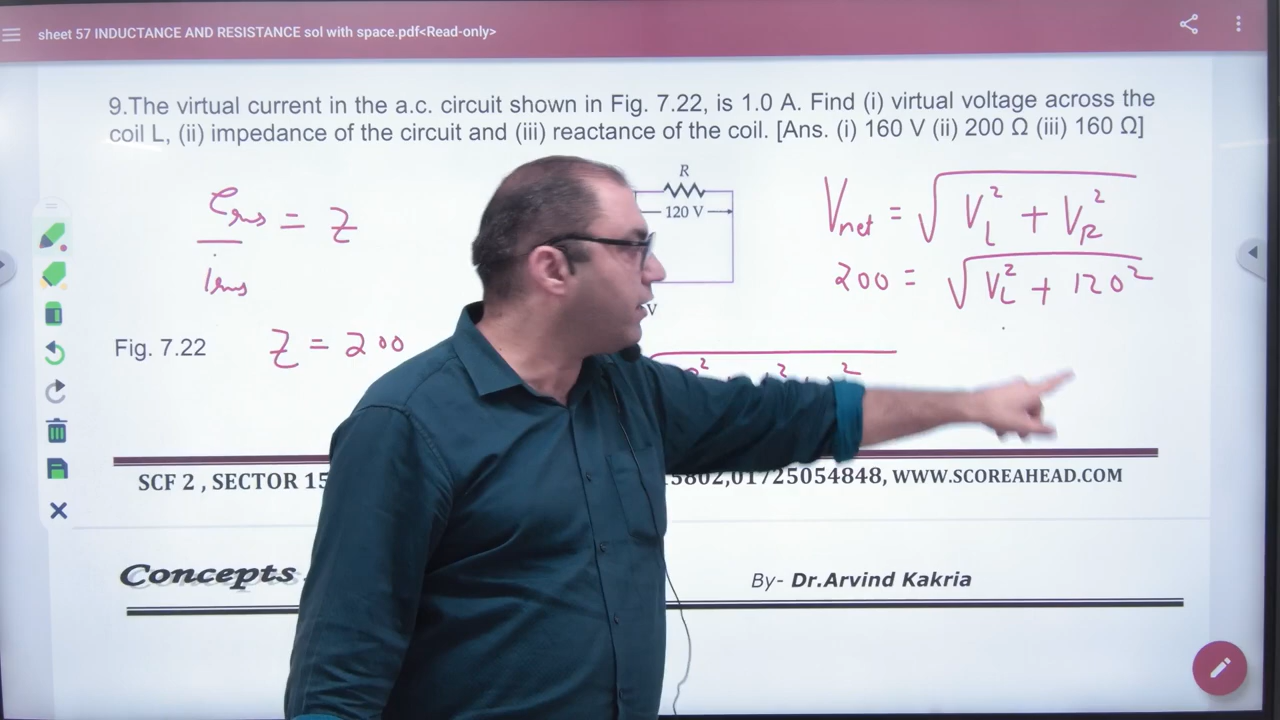 sheet 57 INDUCTANCE AND RESISTANCE sol with space.pdf<Read-only>
9.The virtual current in the a.c. circuit shown in Fig. 7.22, is 1.0 A. Find (i) virtual voltage across the
coil L, (ii) impedance of the circuit and (iii) reactance of the coil. [Ans. (i) 160 V (ii) 200 Ω (iii) 160 Ω]
R
120 V
V
erms / Irms = Z
Vnet = √(V_L² + V_R²)
200 = √(V_L² + 120²)
Fig. 7.22
Z = 200
SCF 2 , SECTOR 15
5802,01725054848, WWW.SCOREAHEAD.COM
Concepts
By- Dr.Arvind Kakria